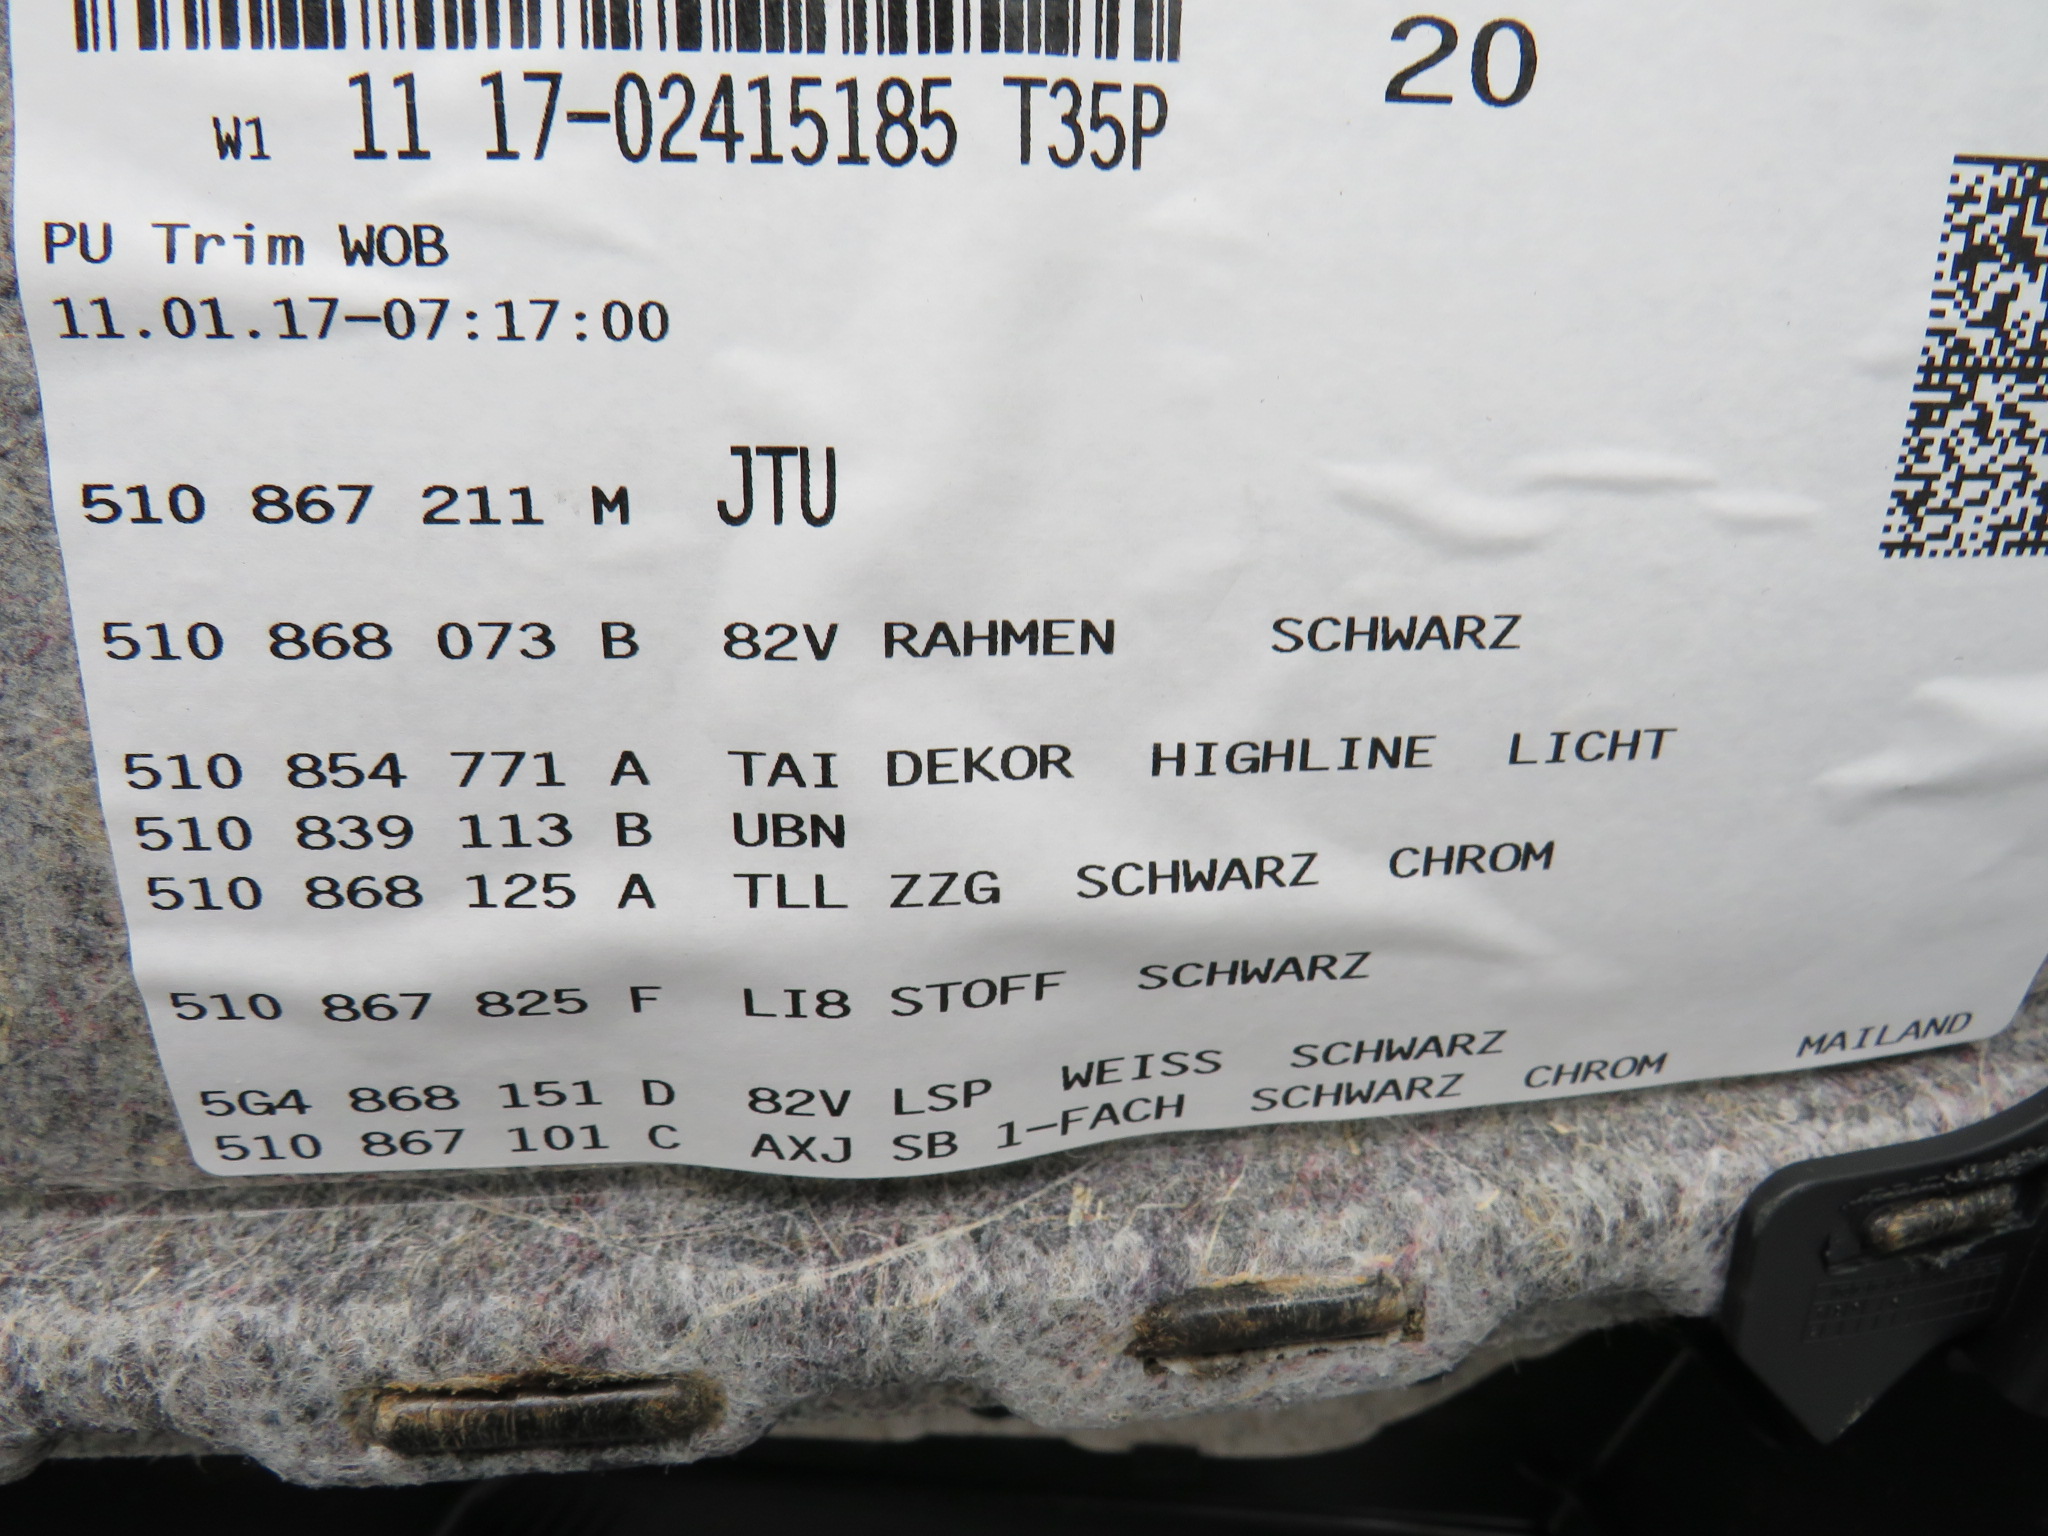 20
W1 11 17-02415185 T35P
PU Trim WOB
11.01.17-07:17:00
510 867 211 M JTU
510 868 073 B 82V RAHMEN SCHWARZ
510 854 771 A TAI DEKOR HIGHLINE LICHT
510 839 113 B UBN
510 868 125 A TLL ZZG SCHWARZ CHROM
510 867 825 F LI8 STOFF SCHWARZ
5G4 868 151 D 82V LSP WEISS SCHWARZ
510 867 101 C AXJ SB 1-FACH SCHWARZ CHROM MAILAND